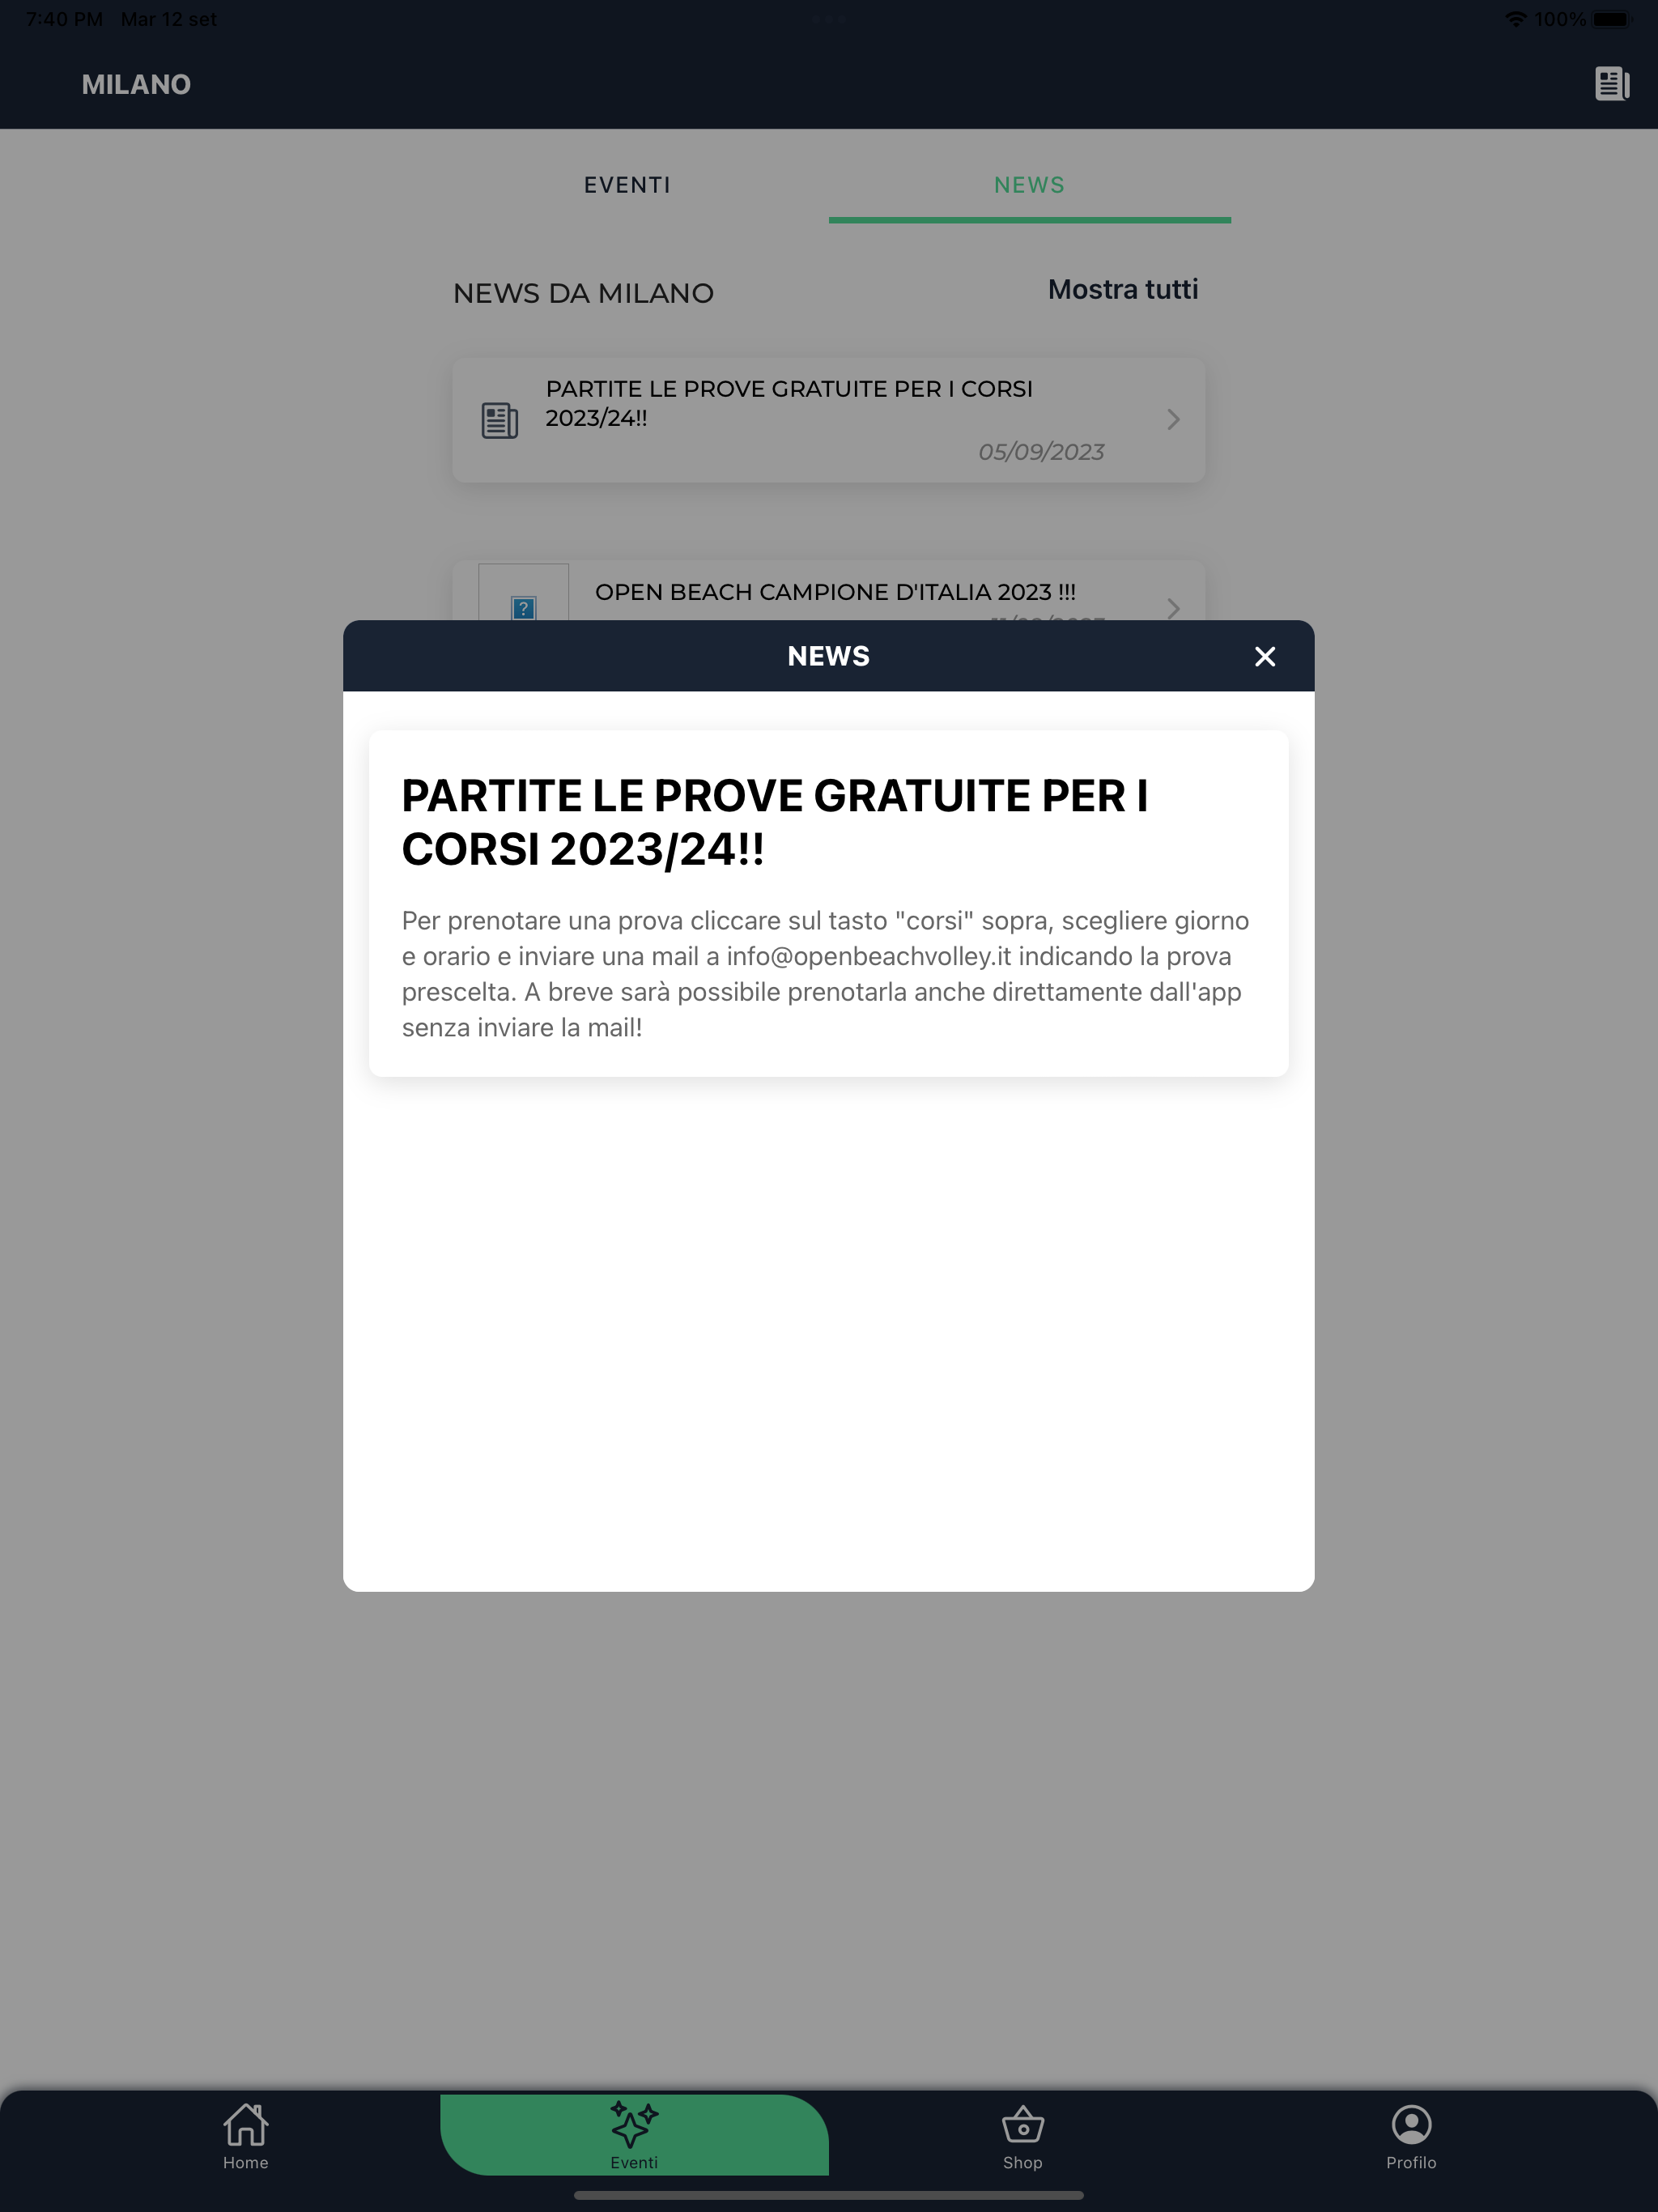 7:40 PM Mar 12 set
100%
MILANO
EVENTI
NEWS
NEWS DA MILANO
Mostra tutti
PARTITE LE PROVE GRATUITE PER I CORSI
2023/24!!
05/09/2023
OPEN BEACH CAMPIONE D'ITALIA 2023 !!!
NEWS
PARTITE LE PROVE GRATUITE PER I
CORSI 2023/24!!
Per prenotare una prova cliccare sul tasto "corsi" sopra, scegliere giorno
e orario e inviare una mail a info@openbeachvolley.it indicando la prova
prescelta. A breve sarà possibile prenotarla anche direttamente dall'app
senza inviare la mail!
Home
Eventi
Shop
Profilo